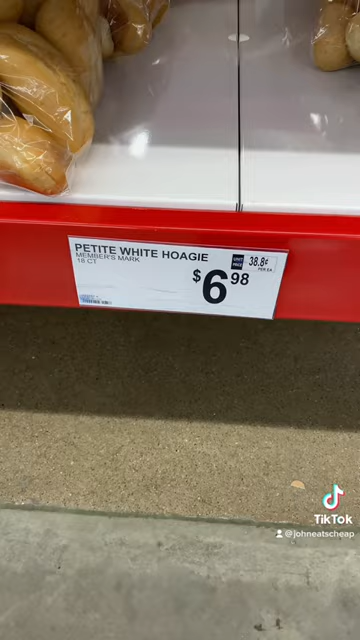 PETITE WHITE HOAGIE
MEMBER'S MARK
18 CT
UNIT PRICE
38.8¢
PER EA
$6 98
TikTok
@johneatscheap